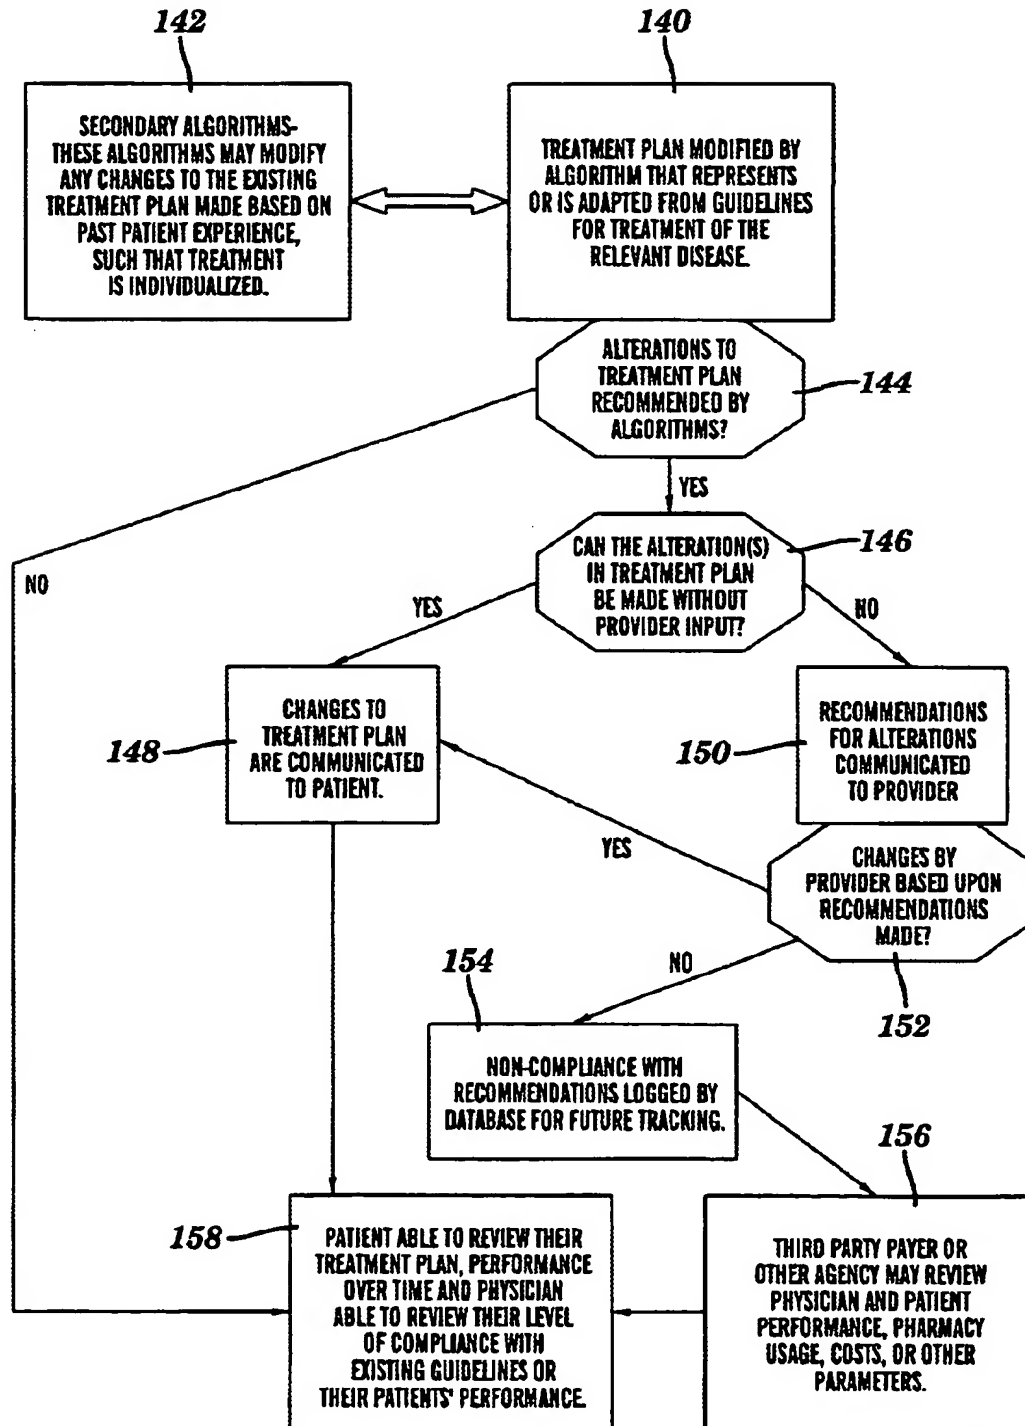 142
140
SECONDARY ALGORITHMS-
THESE ALGORITHMS MAY MODIFY
ANY CHANGES TO THE EXISTING
TREATMENT PLAN MADE BASED ON
PAST PATIENT EXPERIENCE,
SUCH THAT TREATMENT
IS INDIVIDUALIZED.
TREATMENT PLAN MODIFIED BY
ALGORITHM THAT REPRESENTS
OR IS ADAPTED FROM GUIDELINES
FOR TREATMENT OF THE
RELEVANT DISEASE.
ALTERATIONS TO
TREATMENT PLAN
RECOMMENDED BY
ALGORITHMS?
144
YES
NO
CAN THE ALTERATION(S)
IN TREATMENT PLAN
BE MADE WITHOUT
PROVIDER INPUT?
146
YES
NO
148
CHANGES TO
TREATMENT PLAN
ARE COMMUNICATED
TO PATIENT.
150
RECOMMENDATIONS
FOR ALTERATIONS
COMMUNICATED
TO PROVIDER
YES
CHANGES BY
PROVIDER BASED UPON
RECOMMENDATIONS
MADE?
152
NO
154
NON-COMPLIANCE WITH
RECOMMENDATIONS LOGGED BY
DATABASE FOR FUTURE TRACKING.
156
158
PATIENT ABLE TO REVIEW THEIR
TREATMENT PLAN, PERFORMANCE
OVER TIME AND PHYSICIAN
ABLE TO REVIEW THEIR LEVEL
OF COMPLIANCE WITH
EXISTING GUIDELINES OR
THEIR PATIENTS' PERFORMANCE.
THIRD PARTY PAYER OR
OTHER AGENCY MAY REVIEW
PHYSICIAN AND PATIENT
PERFORMANCE, PHARMACY
USAGE, COSTS, OR OTHER
PARAMETERS.